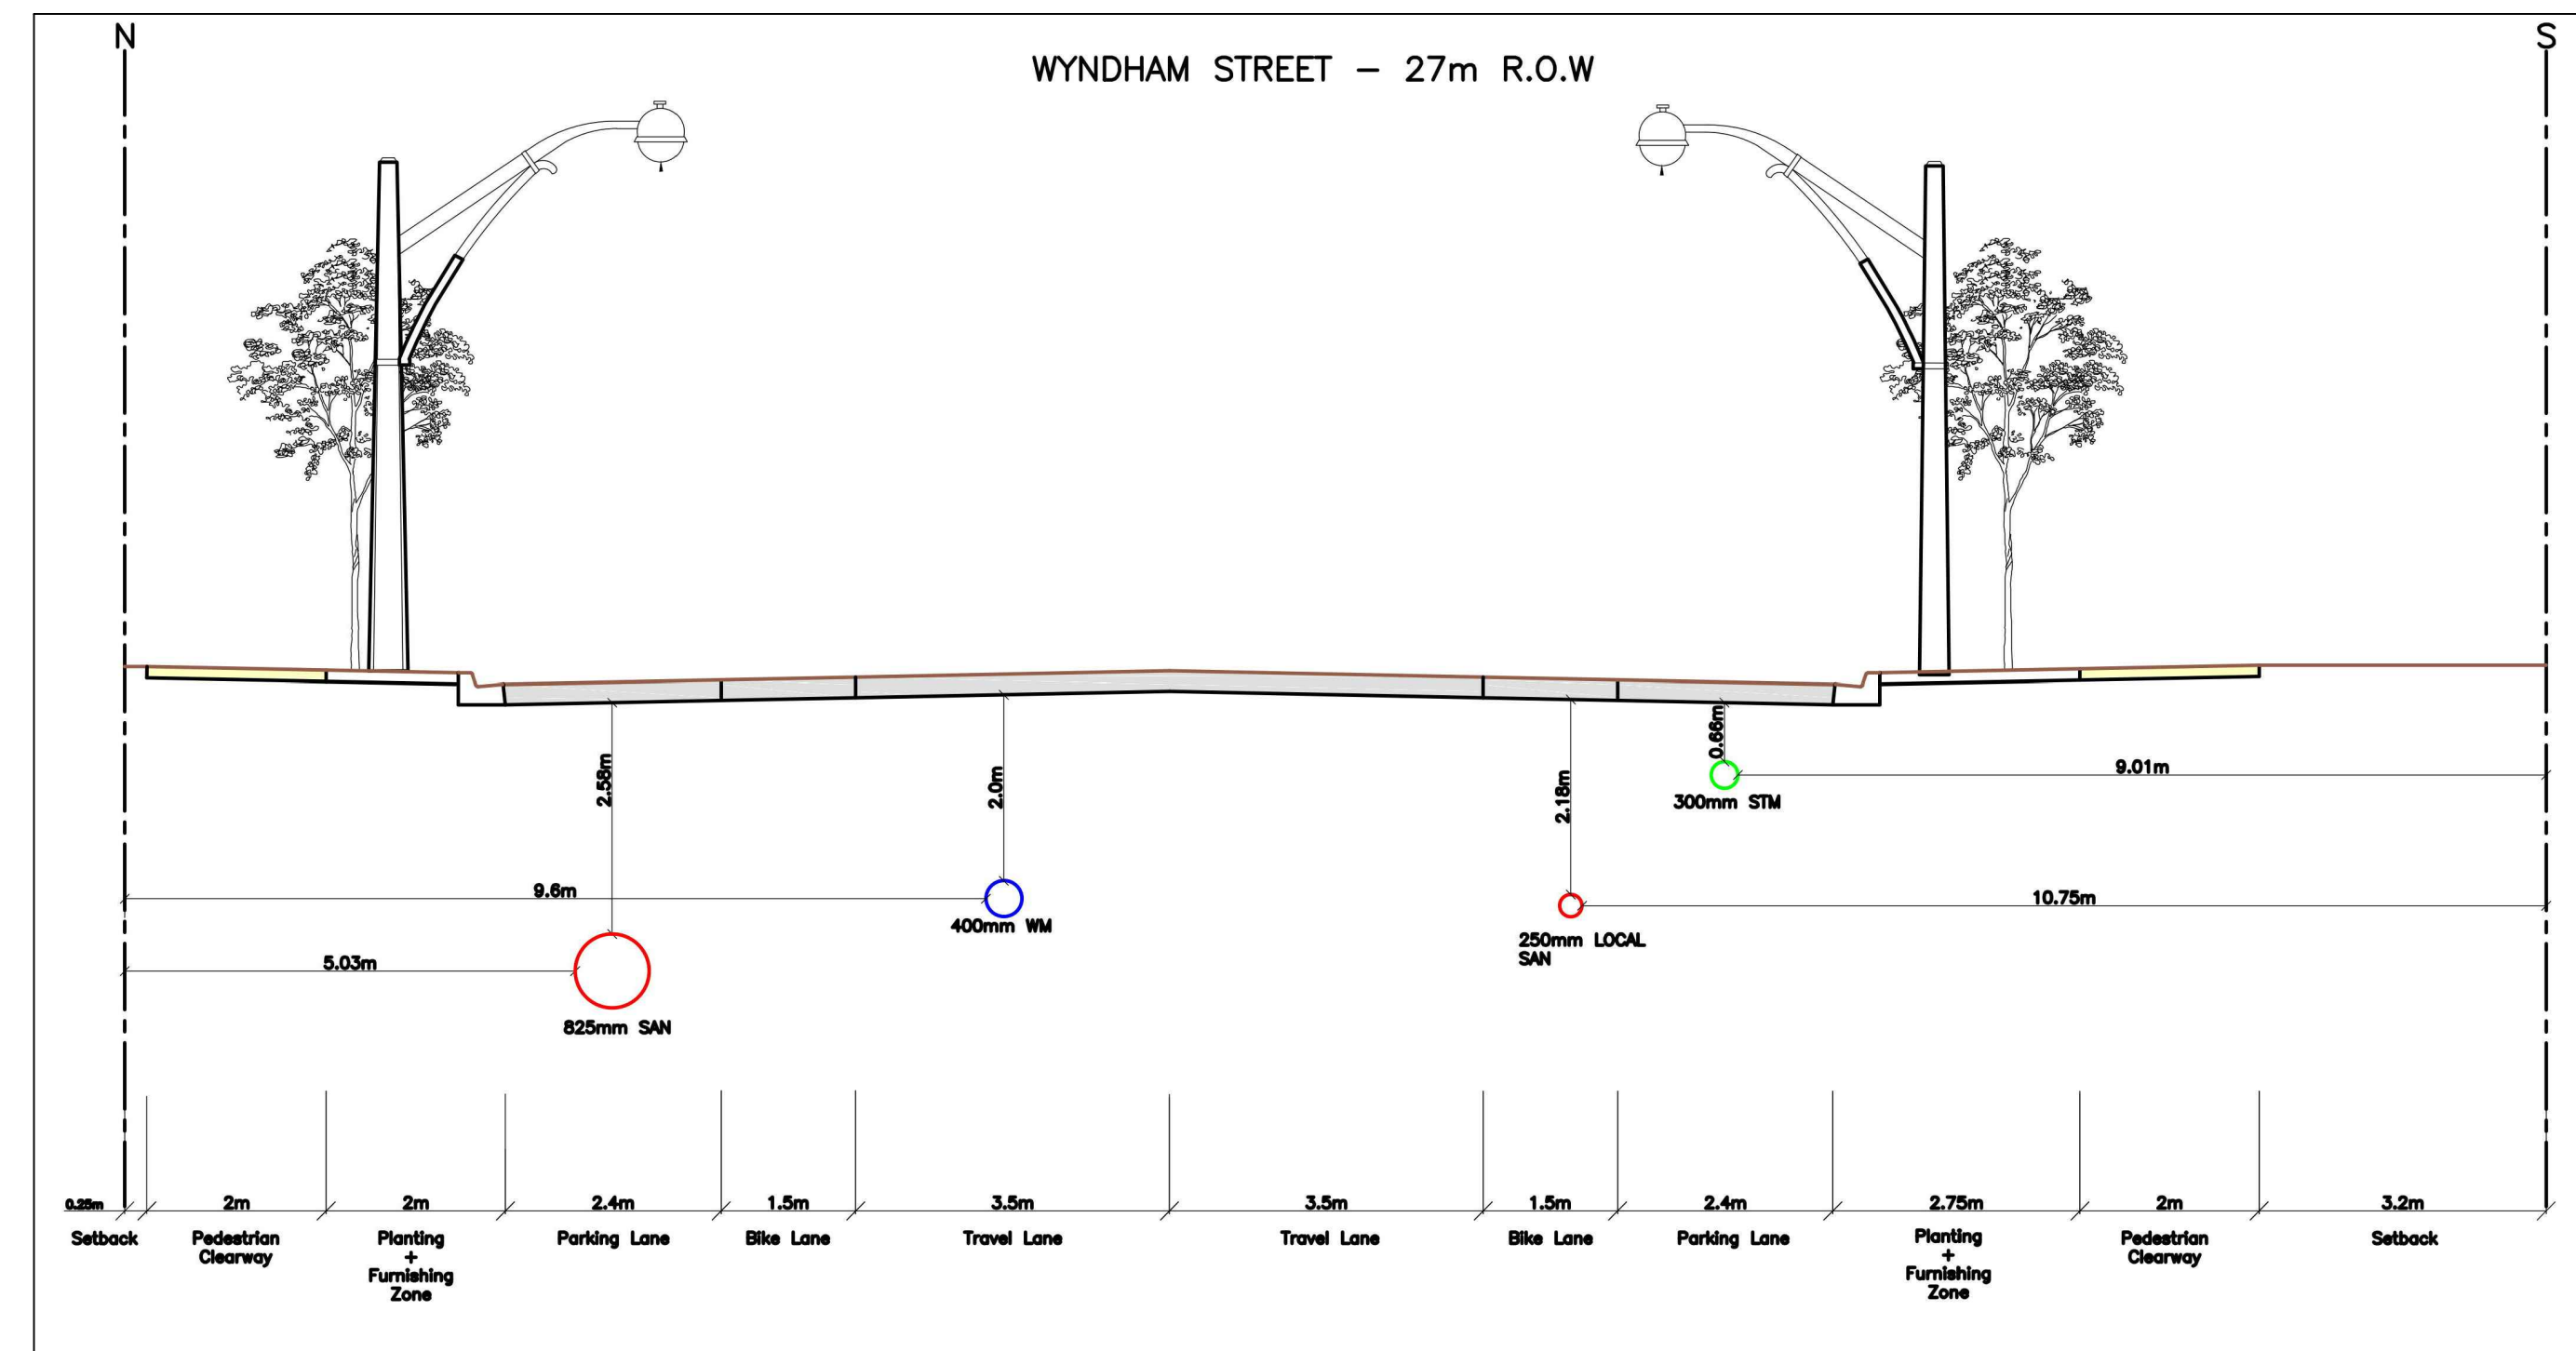 N
S
WYNDHAM STREET - 27m R.O.W
2.58m
2.0m
2.18m
0.66m
9.01m
300mm STM
9.6m
400mm WM
10.75m
250mm LOCAL
SAN
5.03m
825mm SAN
0.25m
2m
2m
2.4m
1.5m
3.5m
3.5m
1.5m
2.4m
2.75m
2m
3.2m
Setback
Pedestrian
Clearway
Planting
+
Furnishing
Zone
Parking Lane
Bike Lane
Travel Lane
Travel Lane
Bike Lane
Parking Lane
Planting
+
Furnishing
Zone
Pedestrian
Clearway
Setback